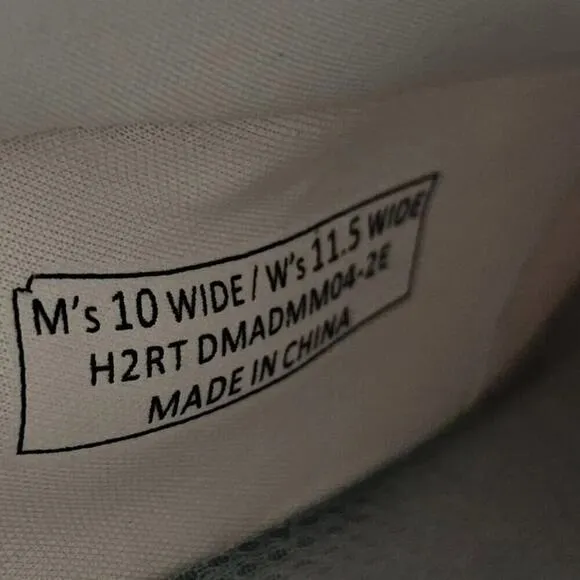 M's 10 WIDE / W's 11.5 WIDE
H2RT DMADMM04-2E
MADE IN CHINA